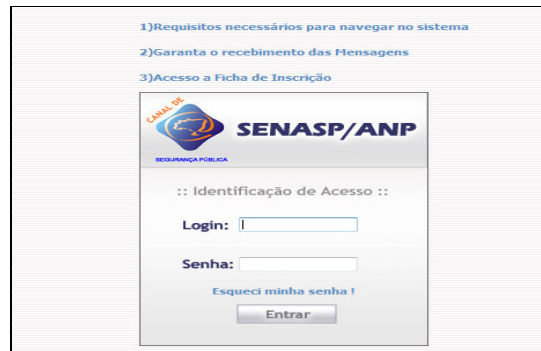 1)Requisitos necessários para navegar no sistema
2)Garanta o recebimento das Mensagens
3)Acesso a Ficha de Inscrição
CANAL DE
SENASP/ANP
SEGURANÇA PÚBLICA
:: Identificação de Acesso ::
Login:
Senha:
Esqueci minha senha !
Entrar